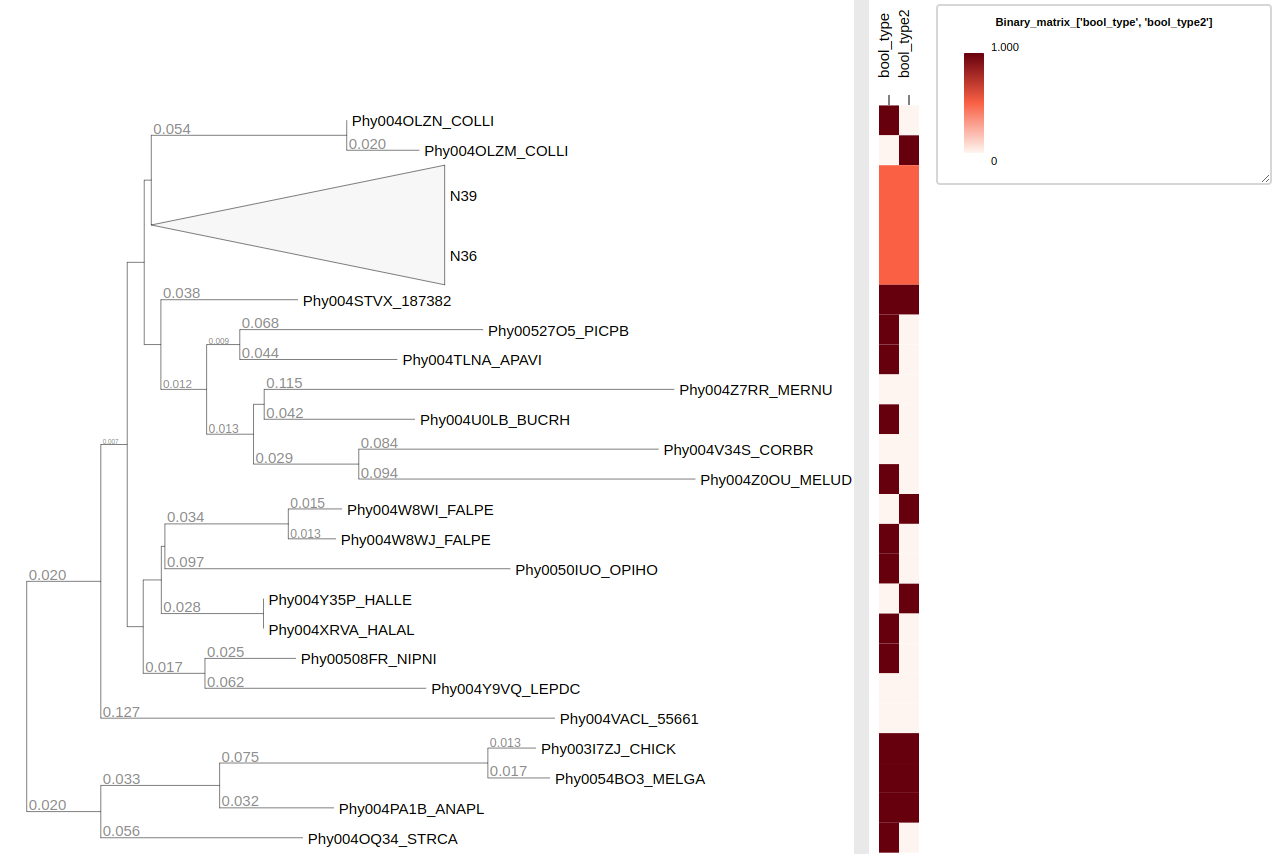 bool_type
bool_type2
Binary_matrix_['bool_type', 'bool_type2']
1.000
0
Phy004OLZN_COLLI
0.054
0.020
Phy004OLZM_COLLI
N39
N36
0.038
Phy004STVX_187382
0.068
Phy00527O5_PICPB
0.009
0.044
Phy004TLNA_APAVI
0.012
0.115
Phy004Z7RR_MERNU
0.042
Phy004U0LB_BUCRH
0.013
0.084
Phy004V34S_CORBR
0.007
0.029
0.094
Phy004Z0OU_MELUD
0.015
Phy004W8WI_FALPE
0.034
0.013
Phy004W8WJ_FALPE
0.097
Phy0050IUO_OPIHO
0.020
Phy004Y35P_HALLE
0.028
Phy004XRVA_HALAL
0.025
Phy00508FR_NIPNI
0.017
0.062
Phy004Y9VQ_LEPDC
0.127
Phy004VACL_55661
0.013
Phy003I7ZJ_CHICK
0.075
0.017
Phy0054BO3_MELGA
0.033
0.032
Phy004PA1B_ANAPL
0.020
0.056
Phy004OQ34_STRCA